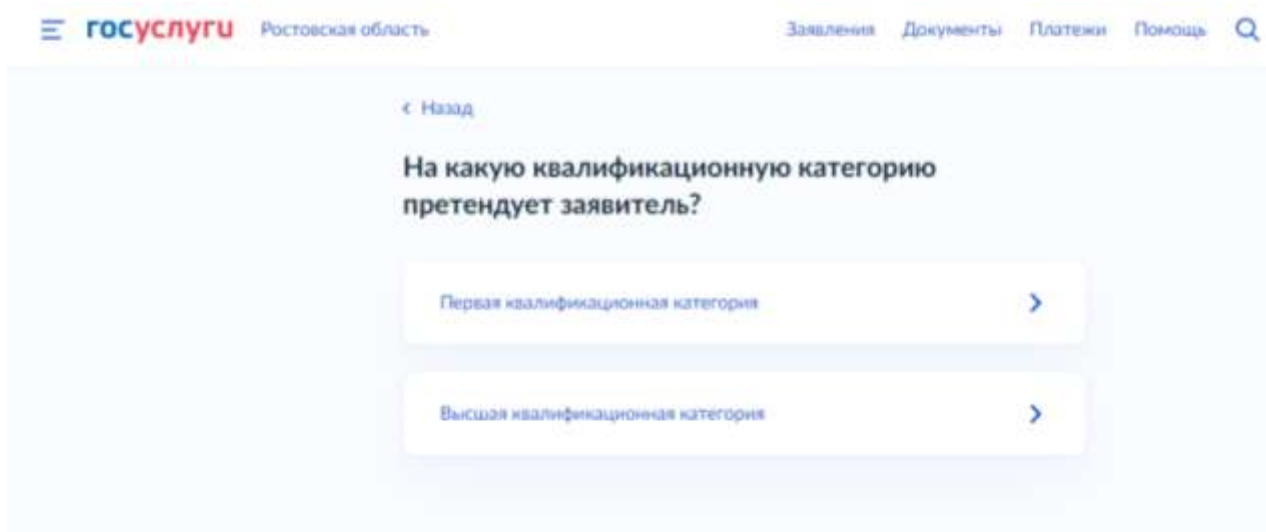 госуслуги Ростовская область Заявления Документы Платежи Помощь
Назад
На какую квалификационную категорию
претендует заявитель?
Первая квалификационная категория
Высшая квалификационная категория